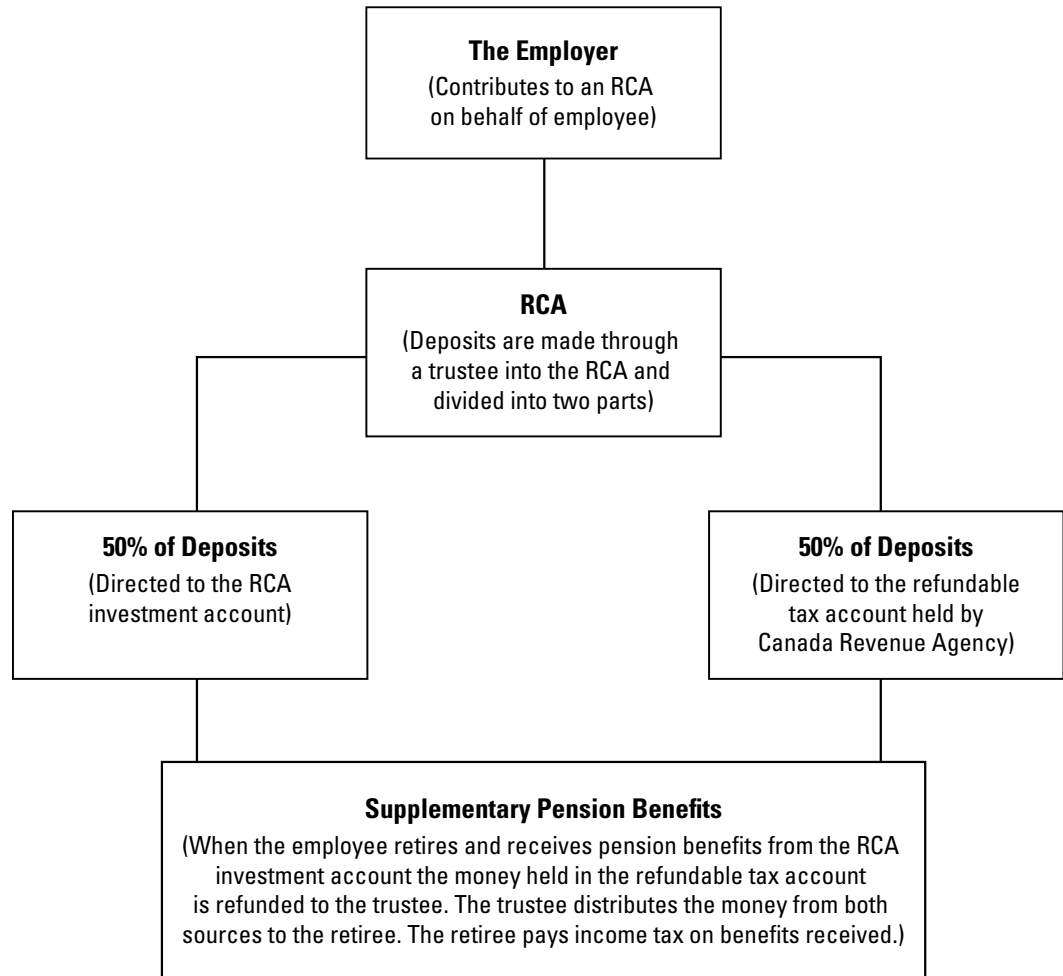 The Employer
(Contributes to an RCA
on behalf of employee)
RCA
(Deposits are made through
a trustee into the RCA and
divided into two parts)
50% of Deposits
(Directed to the RCA
investment account)
50% of Deposits
(Directed to the refundable
tax account held by
Canada Revenue Agency)
Supplementary Pension Benefits
(When the employee retires and receives pension benefits from the RCA
investment account the money held in the refundable tax account
is refunded to the trustee. The trustee distributes the money from both
sources to the retiree. The retiree pays income tax on benefits received.)